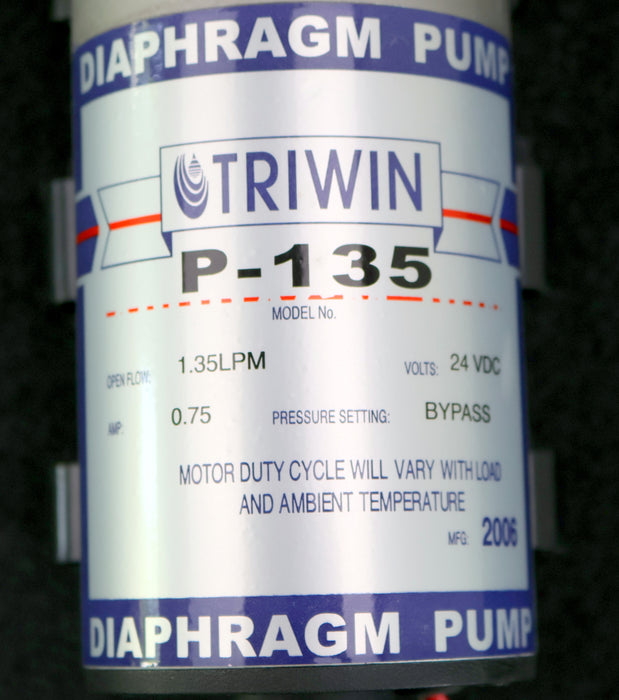 DIAPHRAGM PUMP
TRIWIN
P-135
MODEL No.
OPEN FLOW: 1.35LPM VOLTS: 24 VDC
AMP: 0.75 PRESSURE SETTING: BYPASS
MOTOR DUTY CYCLE WILL VARY WITH LOAD
AND AMBIENT TEMPERATURE
MFG: 2006
DIAPHRAGM PUMP